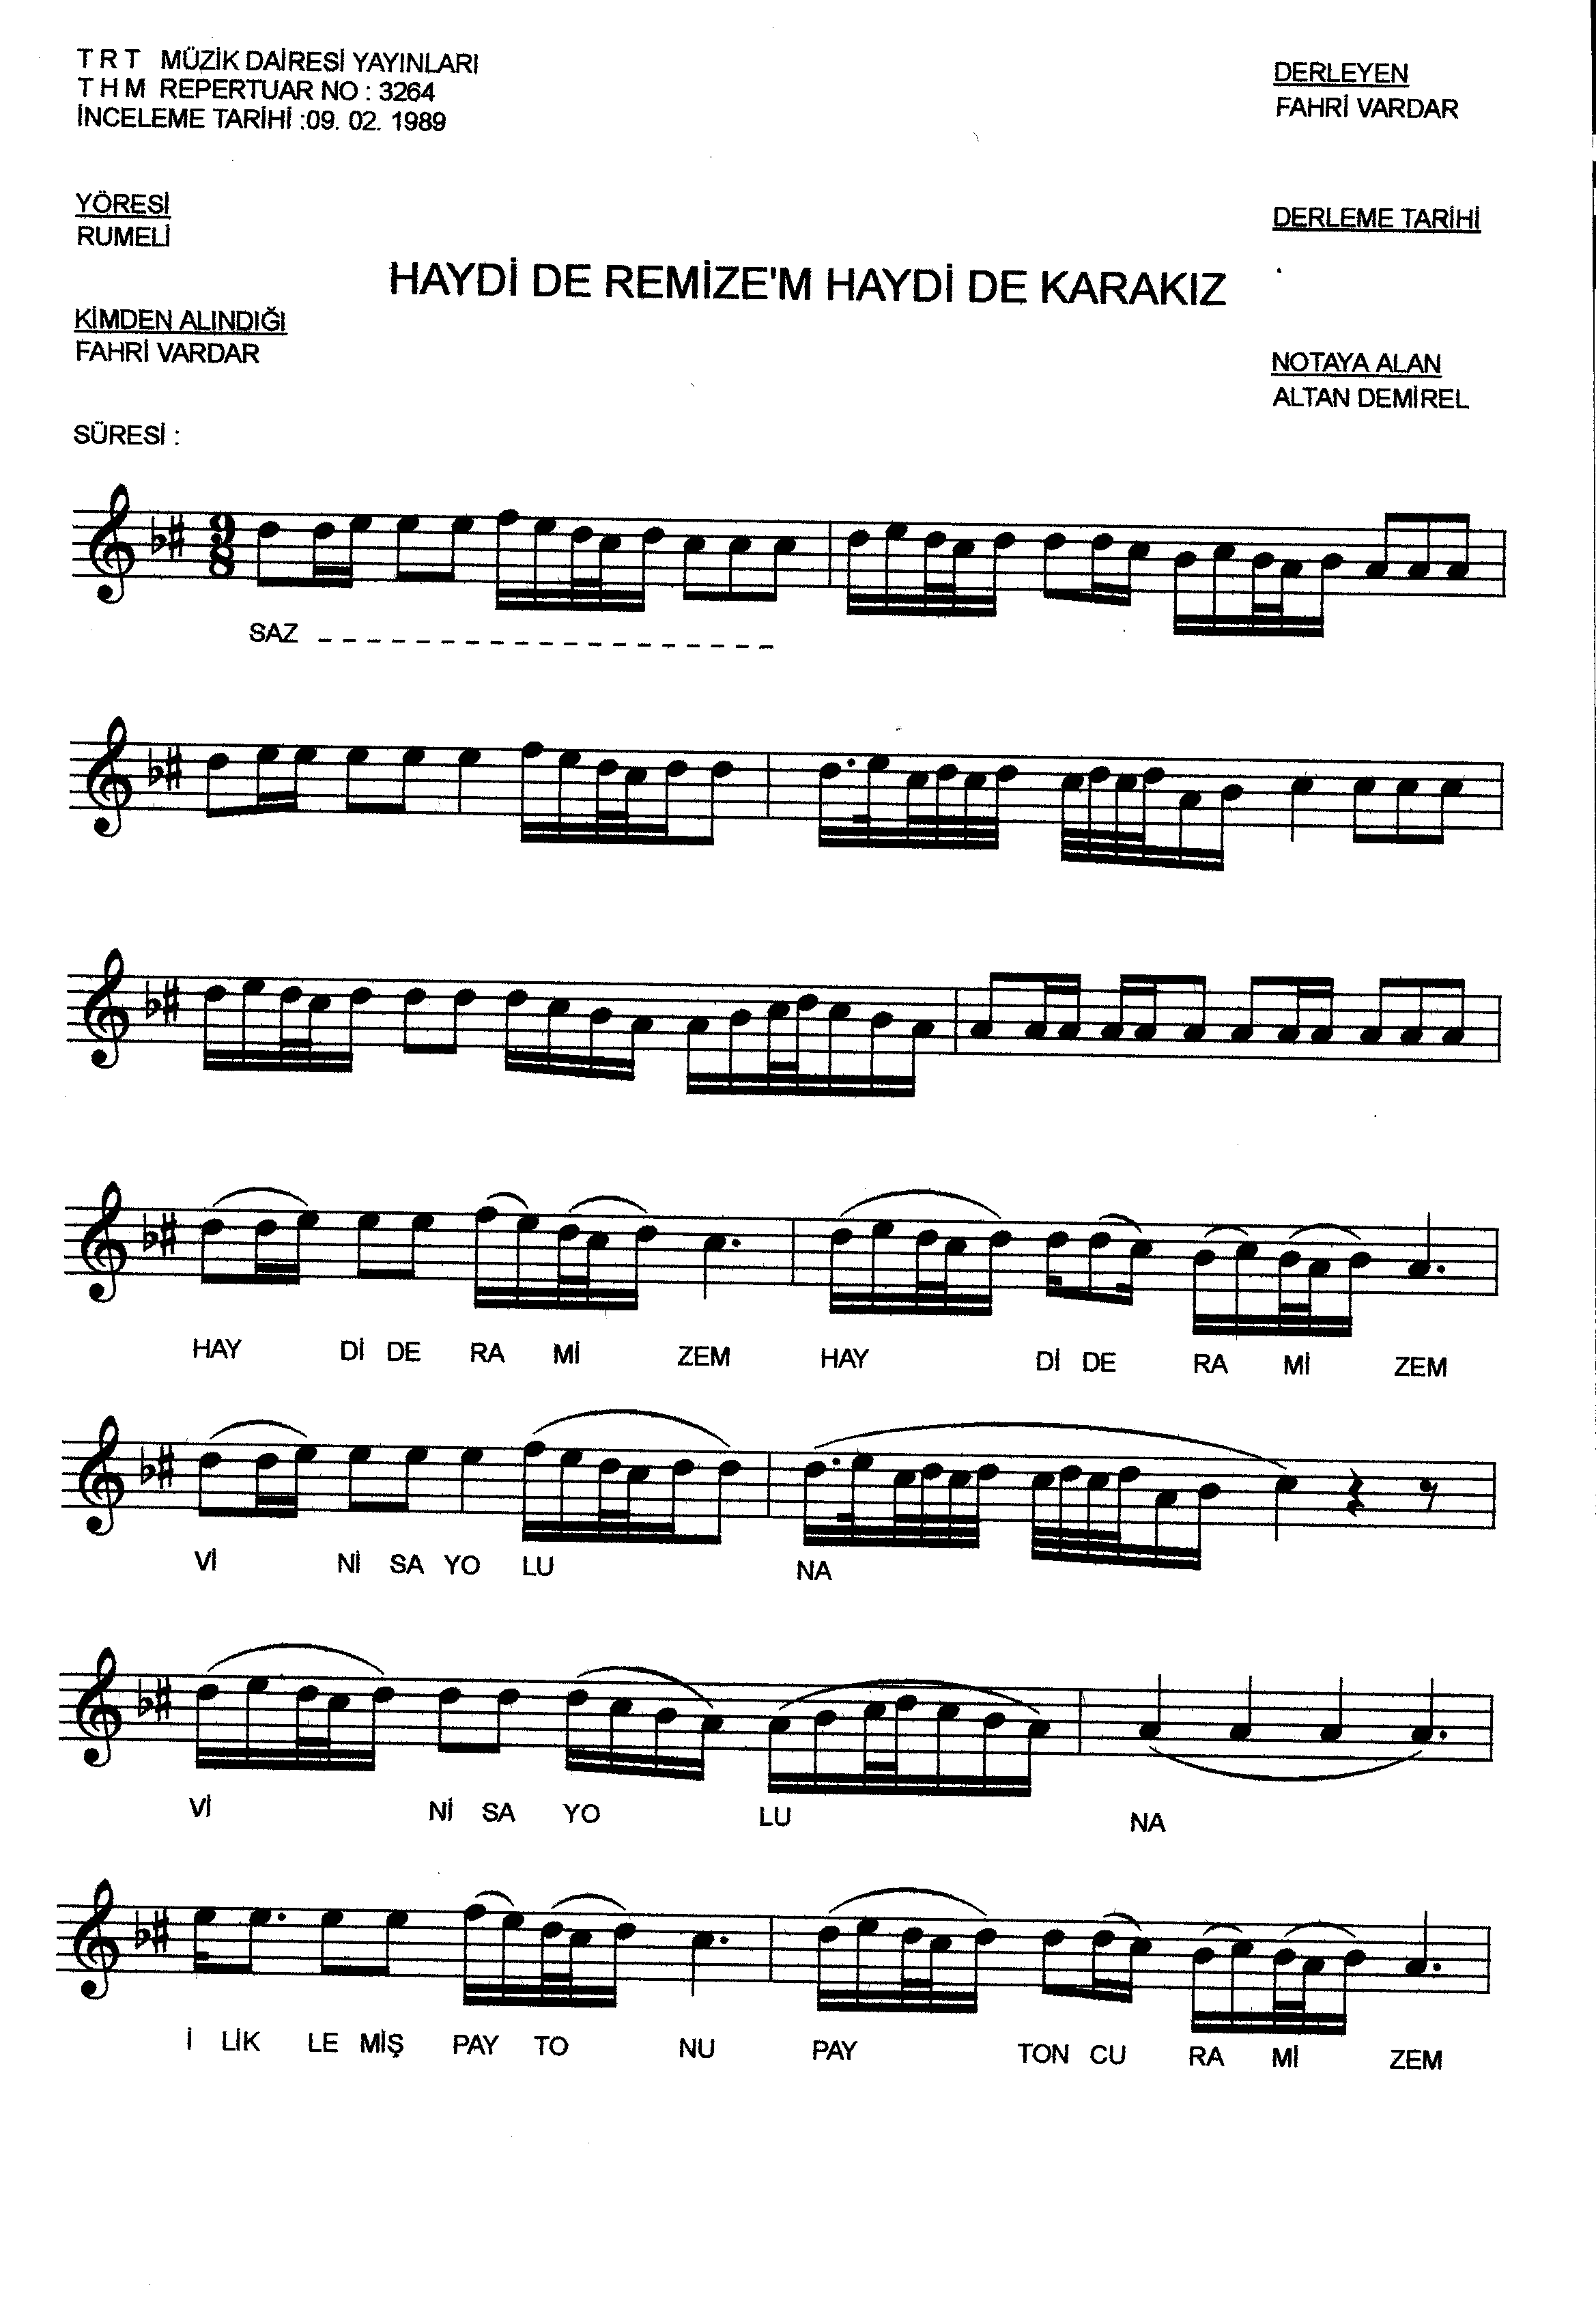 T R T MÜZİK DAİRESİ YAYINLARI
T H M REPERTUAR NO : 3264
İNCELEME TARİHİ :09. 02. 1989
DERLEYEN
FAHRİ VARDAR
YÖRESİ
RUMELİ
DERLEME TARİHİ
HAYDİ DE REMİZE'M HAYDİ DE KARAKIZ
KİMDEN ALINDIĞI
FAHRİ VARDAR
NOTAYA ALAN
ALTAN DEMİREL
SÜRESİ :
9
8
SAZ _ _ _ _ _ _ _ _ _ _ _ _ _ _ _ _ _ _ _
HAY Dİ DE RA Mİ ZEM HAY Dİ DE RA Mİ ZEM
Vİ Nİ SA YO LU NA
Vİ Nİ SA YO LU NA
İ LİK LE MİŞ PAY TO NU PAY TON CU RA Mİ ZEM